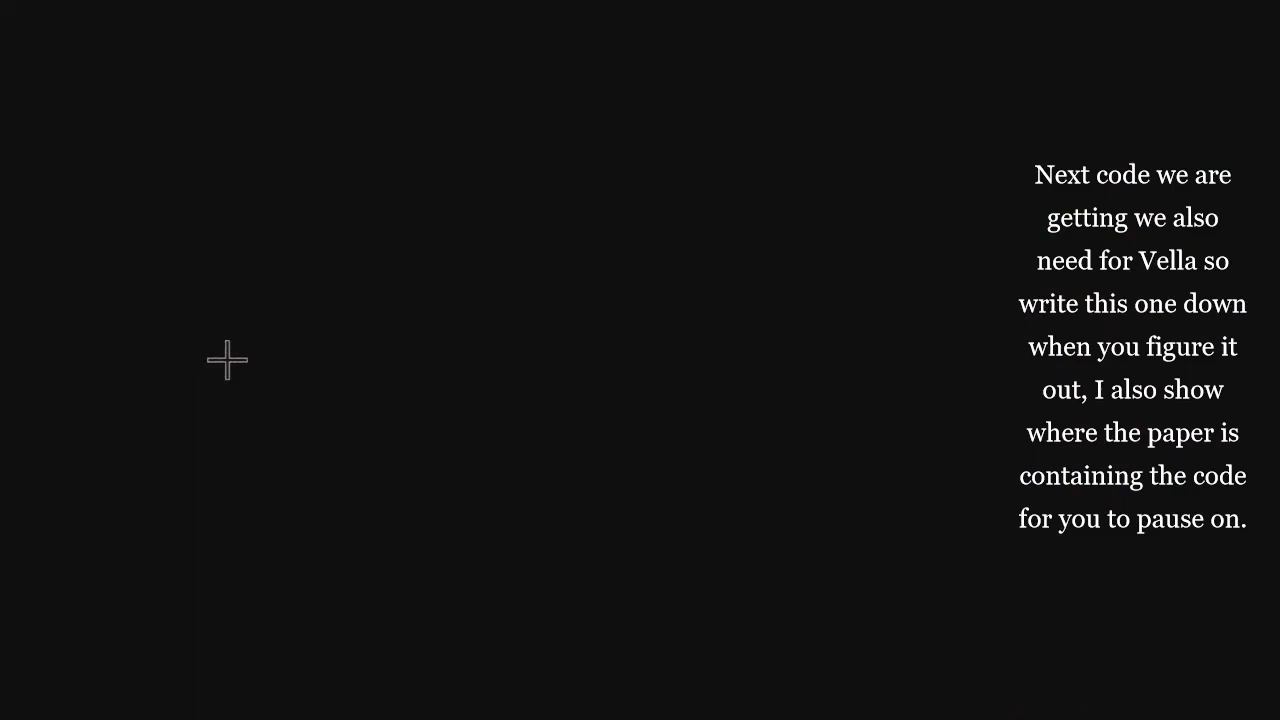 Next code we are
getting we also
need for Vella so
write this one down
when you figure it
out, I also show
where the paper is
containing the code
for you to pause on.